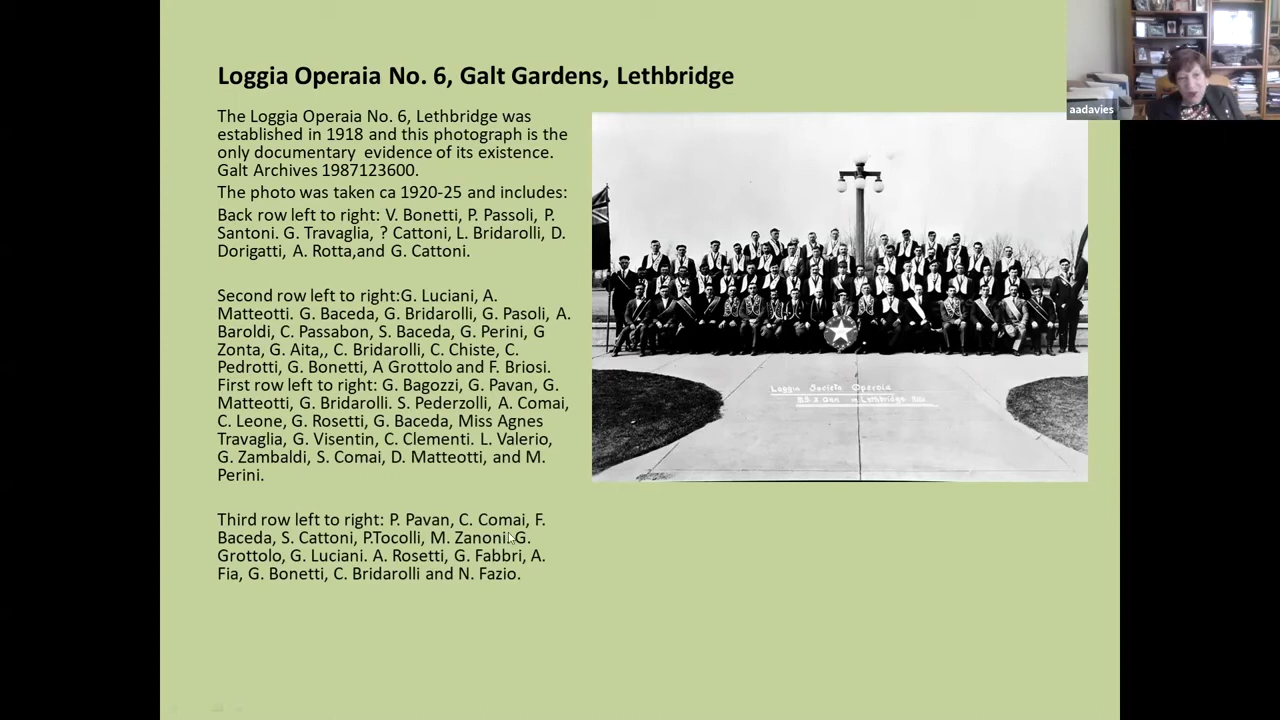 Loggia Operaia No. 6, Galt Gardens, Lethbridge
aadavies
The Loggia Operaia No. 6, Lethbridge was
established in 1918 and this photograph is the
only documentary evidence of its existence.
Galt Archives 1987123600.
The photo was taken ca 1920-25 and includes:
Back row left to right: V. Bonetti, P. Passoli, P.
Santoni. G. Travaglia, ? Cattoni, L. Bridarolli, D.
Dorigatti, A. Rotta,and G. Cattoni.
Second row left to right:G. Luciani, A.
Matteotti. G. Baceda, G. Bridarolli, G. Pasoli, A.
Baroldi, C. Passabon, S. Baceda, G. Perini, G
Zonta, G. Aita,, C. Bridarolli, C. Chiste, C.
Pedrotti, G. Bonetti, A Grottolo and F. Briosi.
First row left to right: G. Bagozzi, G. Pavan, G.
Matteotti, G. Bridarolli. S. Pederzolli, A. Comai,
C. Leone, G. Rosetti, G. Baceda, Miss Agnes
Travaglia, G. Visentin, C. Clementi. L. Valerio,
G. Zambaldi, S. Comai, D. Matteotti, and M.
Perini.
Third row left to right: P. Pavan, C. Comai, F.
Baceda, S. Cattoni, P.Tocolli, M. Zanoni.G.
Grottolo, G. Luciani. A. Rosetti, G. Fabbri, A.
Fia, G. Bonetti, C. Bridarolli and N. Fazio.
Loggia Societa Operaia
Lethbridge